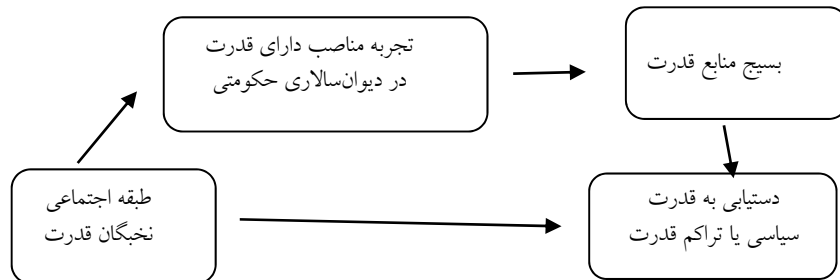 تجربه مناصب دارای قدرت
در دیوان‌سالاری حکومتی
بسیج منابع قدرت
طبقه اجتماعی
نخبگان قدرت
دستیابی به قدرت
سیاسی یا تراکم قدرت